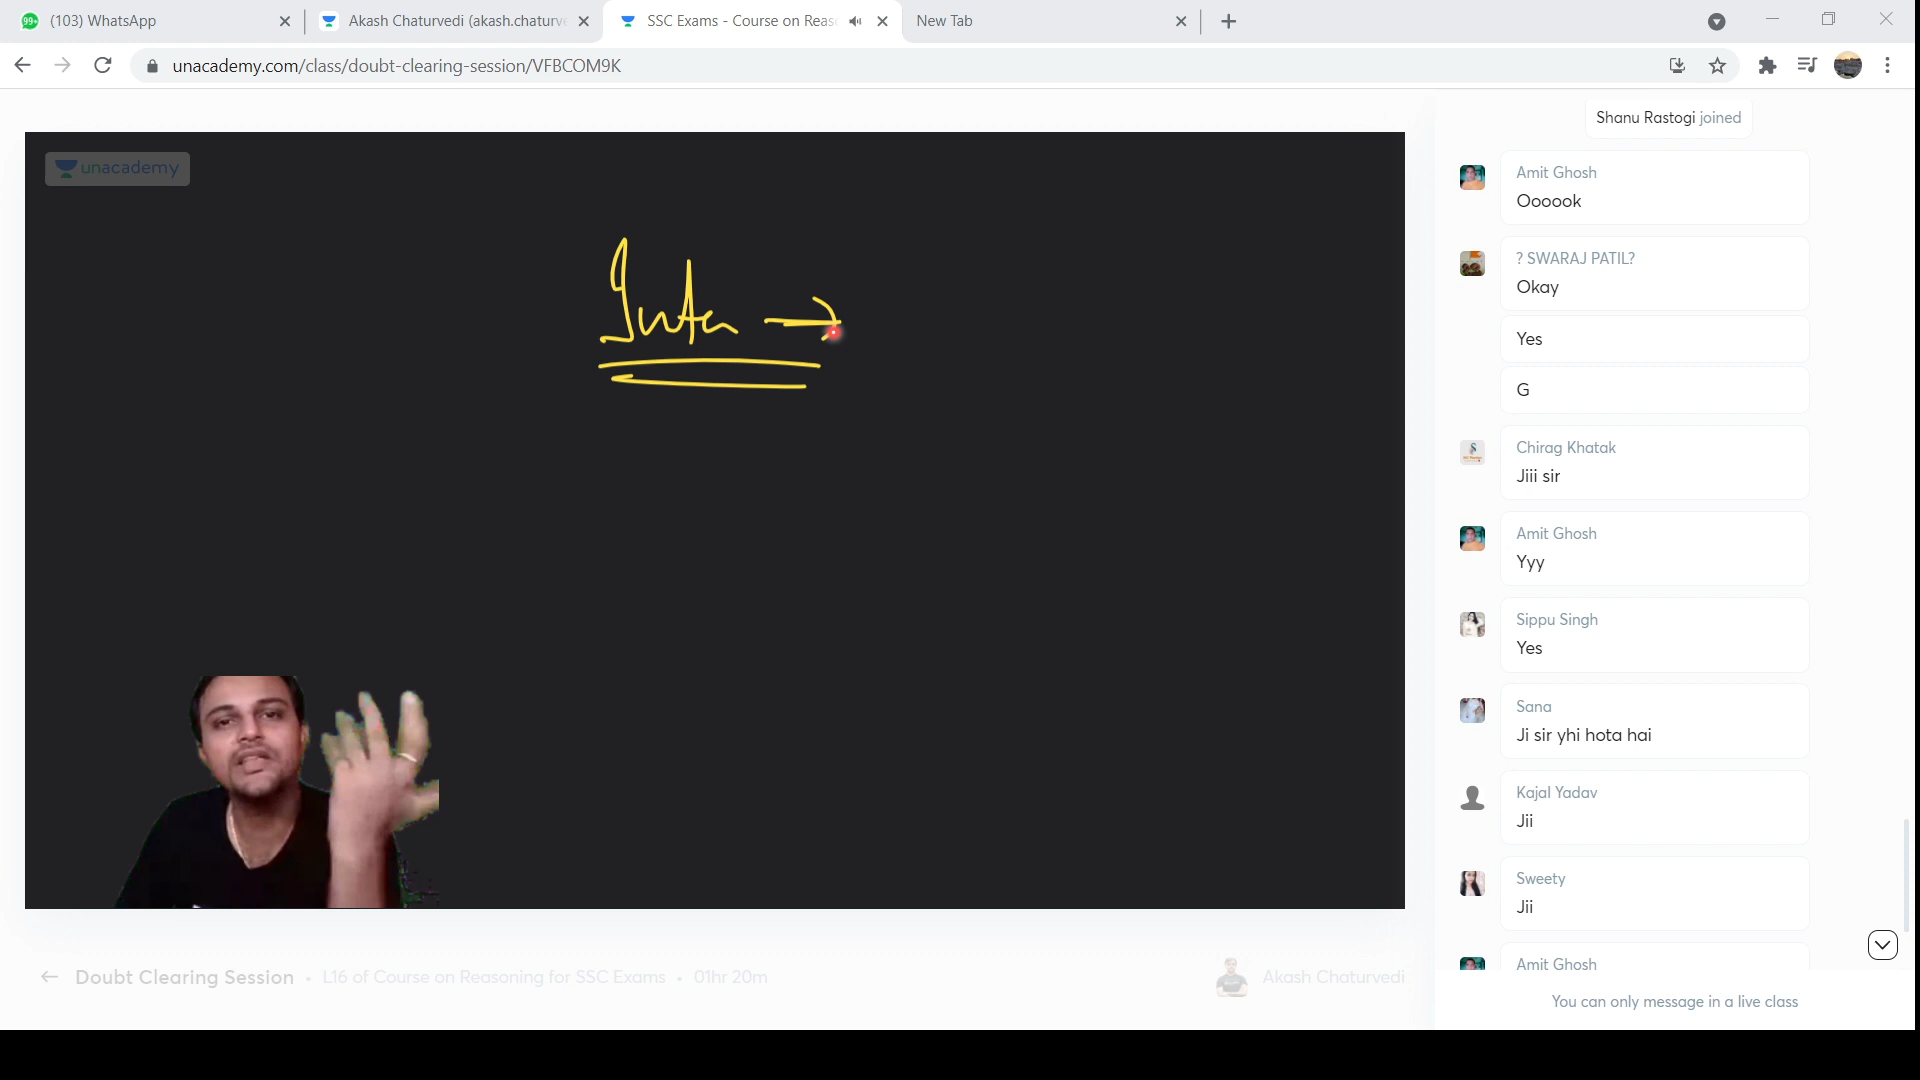 (103) WhatsApp
Akash Chaturvedi (akash.chaturve
SSC Exams - Course on Reas
New Tab
unacademy.com/class/doubt-clearing-session/VFBCOM9K
unacademy
Shanu Rastogi joined
Amit Ghosh
Oooook
? SWARAJ PATIL?
Okay
Yes
G
Chirag Khatak
Jiii sir
Amit Ghosh
Yyy
Sippu Singh
Yes
Sana
Ji sir yhi hota hai
Kajal Yadav
Jii
Sweety
Jii
Amit Ghosh
Doubt Clearing Session • L16 of Course on Reasoning for SSC Exams • 01hr 20m
Akash Chaturvedi
You can only message in a live class